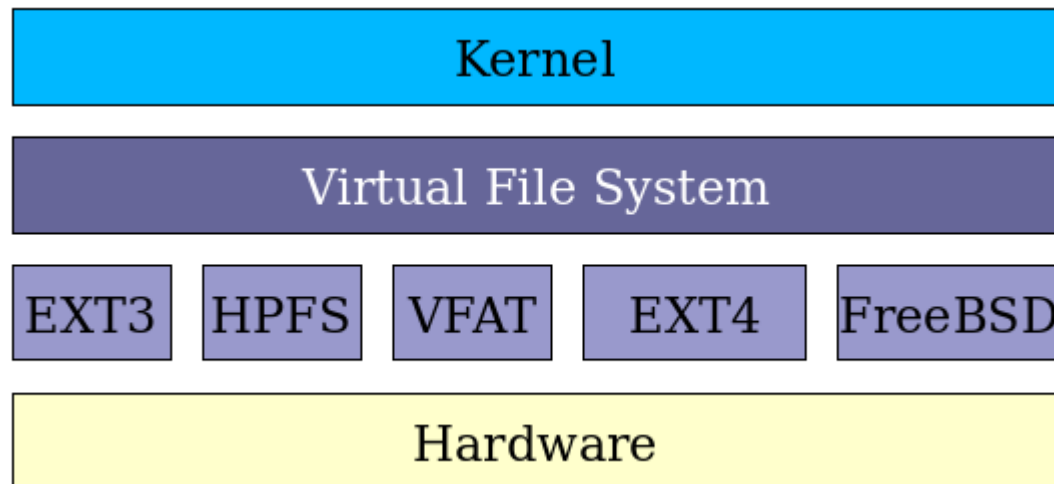 Kernel
Virtual File System
EXT3 HPFS VFAT EXT4 FreeBSD
Hardware